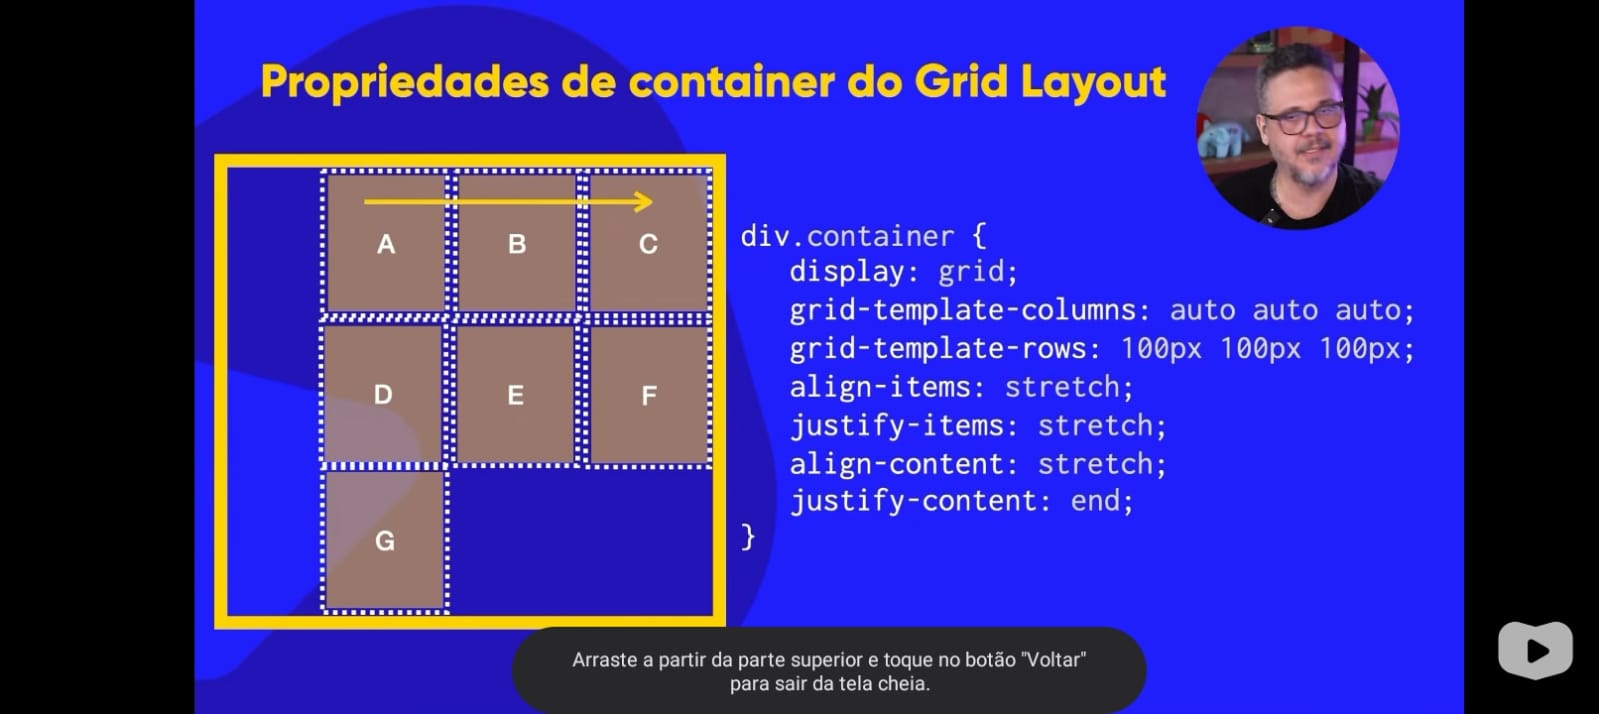 Propriedades de container do Grid Layout
A B C
D E F
G
div.container {
display: grid;
grid-template-columns: auto auto auto;
grid-template-rows: 100px 100px 100px;
align-items: stretch;
justify-items: stretch;
align-content: stretch;
justify-content: end;
}
Arraste a partir da parte superior e toque no botão "Voltar"
para sair da tela cheia.